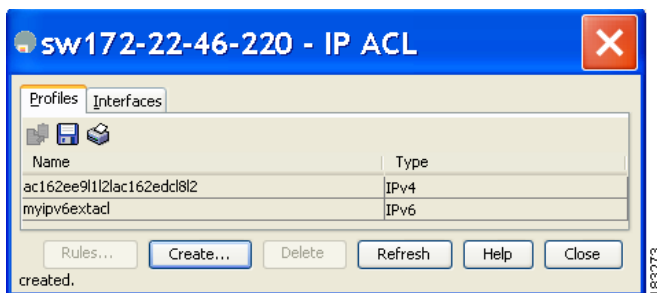 sw172-22-46-220 - IP ACL
Profiles Interfaces
Name Type
ac162ee9l1l2lac162edcl8l2 IPv4
myipv6extacl IPv6
Rules... Create... Delete Refresh Help Close
created.
183273